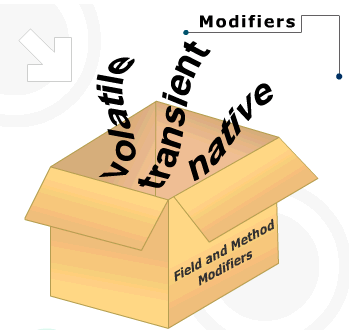 Modifiers
volatile
transient
native
Field and Method
Modifiers